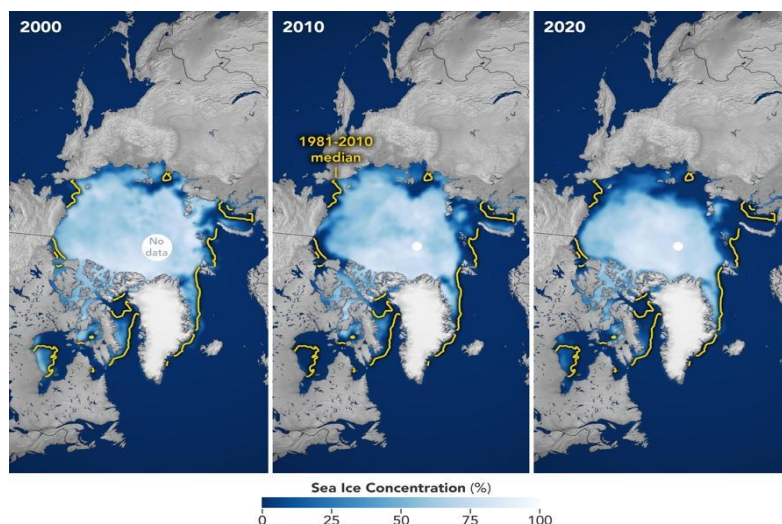 2000
2010
2020
1981-2010
median
No
data
Sea Ice Concentration (%)
0 25 50 75 100